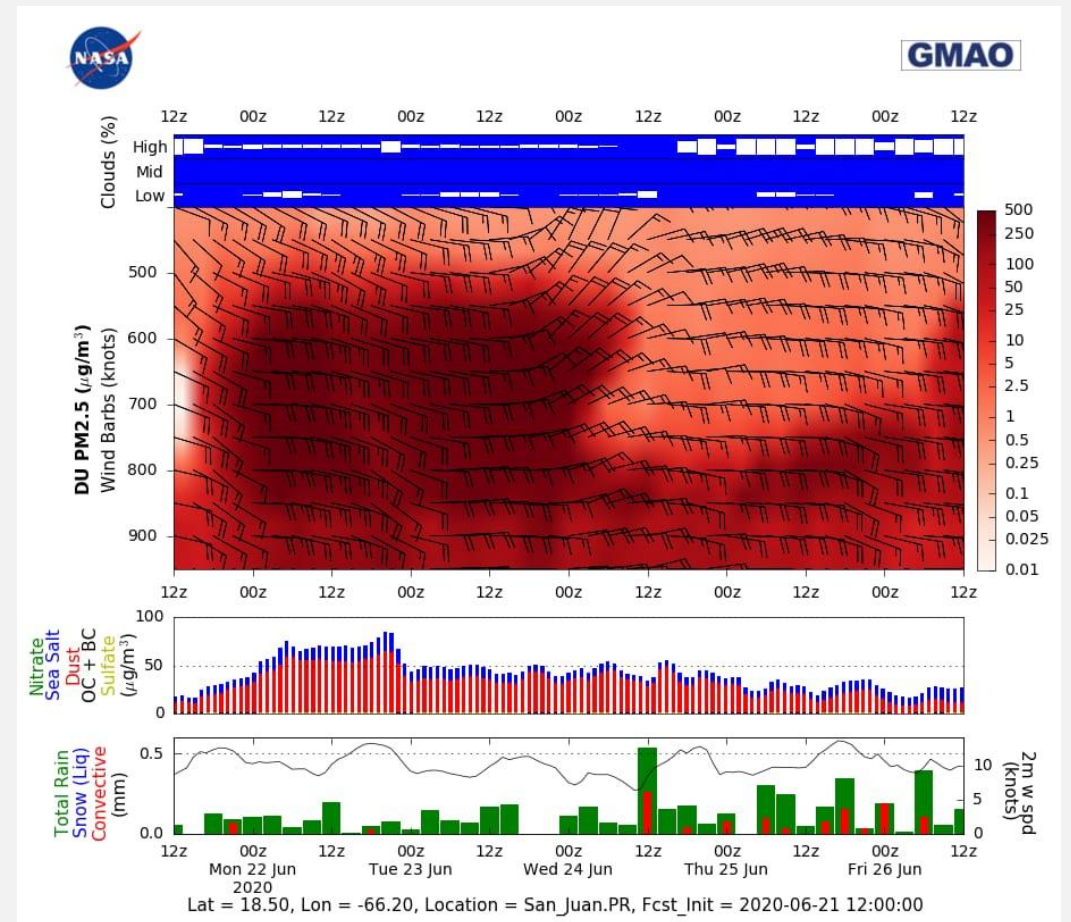 NASA
GMAO
12z 00z 12z 00z 12z 00z 12z 00z 12z 00z 12z
Clouds (%)
High
Mid
Low
DU PM2.5 (μg/m³)
Wind Barbs (knots)
500
600
700
800
900
500
250
100
50
25
10
5
2.5
1
0.5
0.25
0.1
0.05
0.025
0.01
12z 00z 12z 00z 12z 00z 12z 00z 12z 00z 12z
Nitrate
Sea Salt
Dust
OC + BC
Sulfate
(μg/m³)
100
50
0
Total Rain
Snow (Liq)
Convective
(mm)
0.5
0.0
10
5
0
2m w spd
(knots)
12z 00z 12z 00z 12z 00z 12z 00z 12z 00z 12z
Mon 22 Jun Tue 23 Jun Wed 24 Jun Thu 25 Jun Fri 26 Jun
2020
Lat = 18.50, Lon = -66.20, Location = San_Juan.PR, Fcst_Init = 2020-06-21 12:00:00